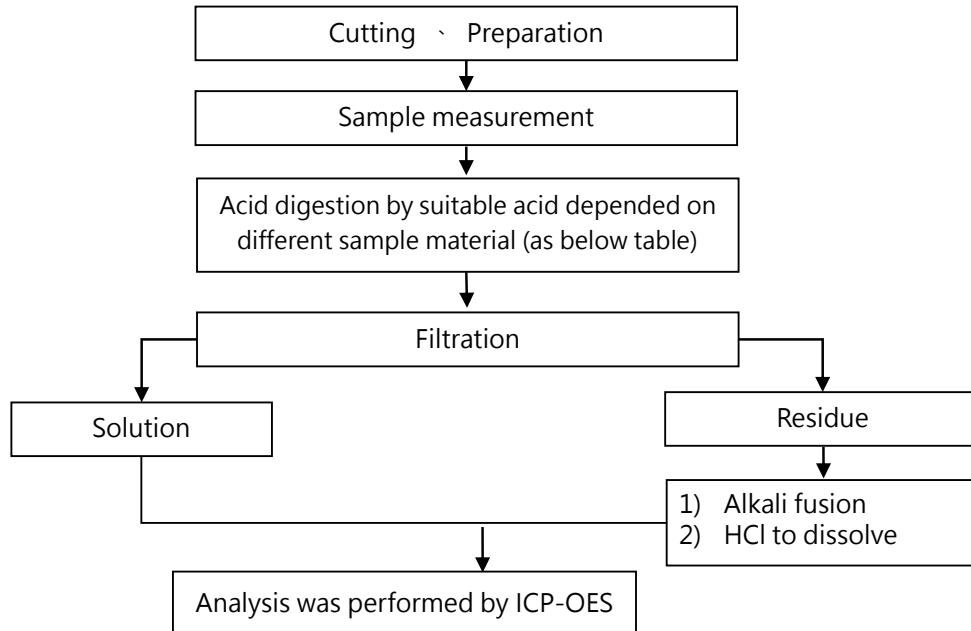 Cutting 、 Preparation
Sample measurement
Acid digestion by suitable acid depended on
different sample material (as below table)
Filtration
Solution
Residue
1) Alkali fusion
2) HCl to dissolve
Analysis was performed by ICP-OES